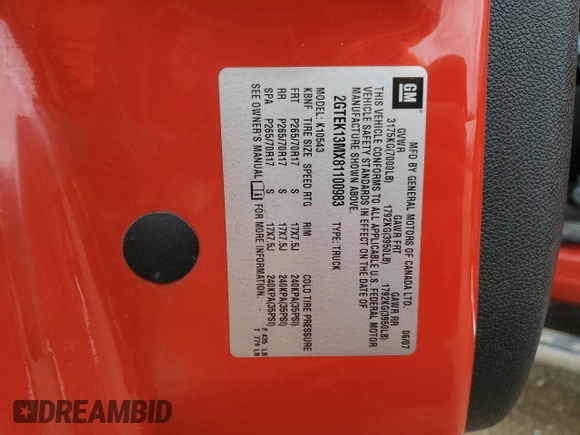 GM
MFD BY GENERAL MOTORS OF CANADA LTD.
06/07
GVWR GAWR FRT GAWR RR
3175KG(7000LB) 1792KG(3950LB) 1792KG(3950LB)
THIS VEHICLE CONFORMS TO ALL APPLICABLE U.S. FEDERAL MOTOR
VEHICLE SAFETY STANDARDS IN EFFECT ON THE DATE OF
MANUFACTURE SHOWN ABOVE.
2GTEK13MX81100983 TYPE: TRUCK
MODEL: K10543
KBNF TIRE SIZE SPEED RTG RIM COLD TIRE PRESSURE
FRT P265/70R17 S 17X7.5J 240KPA(35PSI)
RR P265/70R17 S 17X7.5J 240KPA(35PSI)
SPA P265/70R17 S 17X7.5J 240KPA(35PSI)
SEE OWNER'S MANUAL FOR MORE INFORMATION.
F 435 LB
T 779 LB
DREAMBID